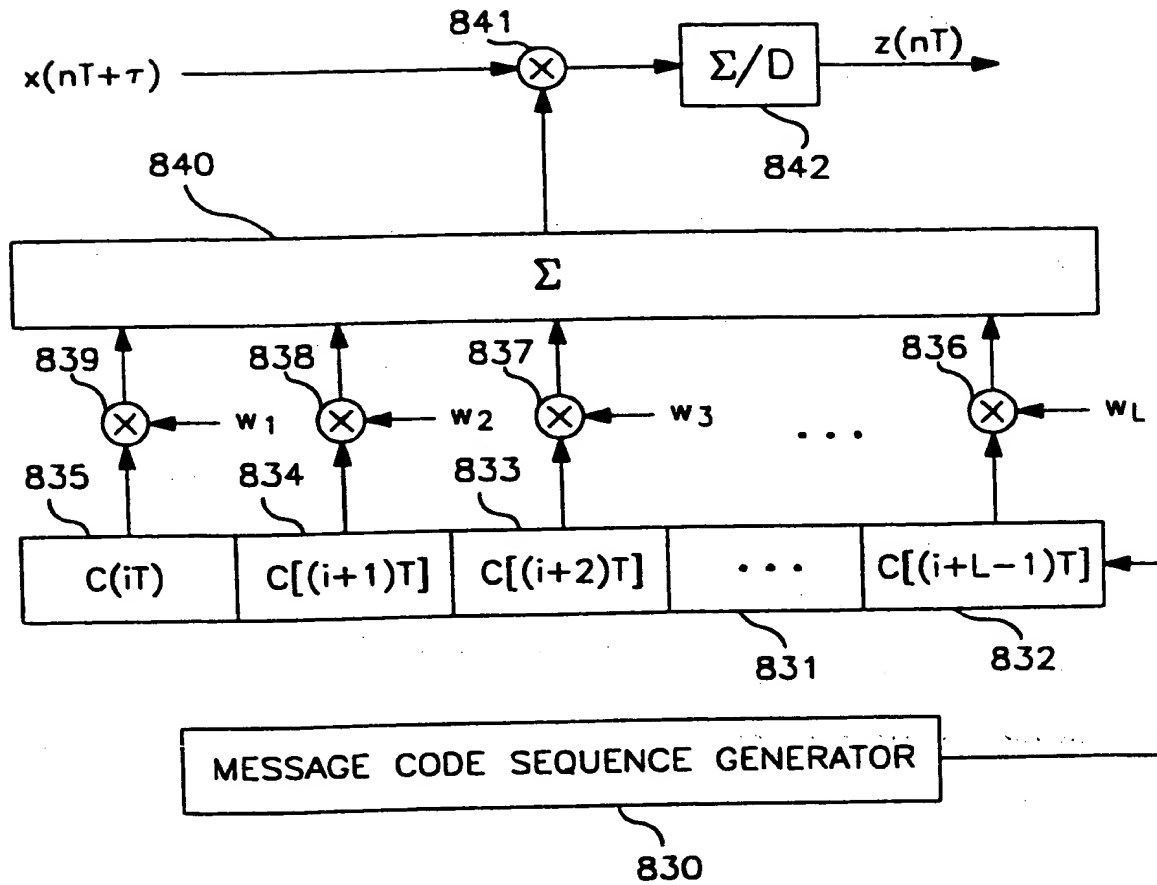 841
x(nT+τ)
Σ/D
z(nT)
842
840
Σ
839
838
837
836
w1
w2
w3
...
wL
835
834
833
C(iT)
C[(i+1)T]
C[(i+2)T]
...
C[(i+L-1)T]
831
832
MESSAGE CODE SEQUENCE GENERATOR
830